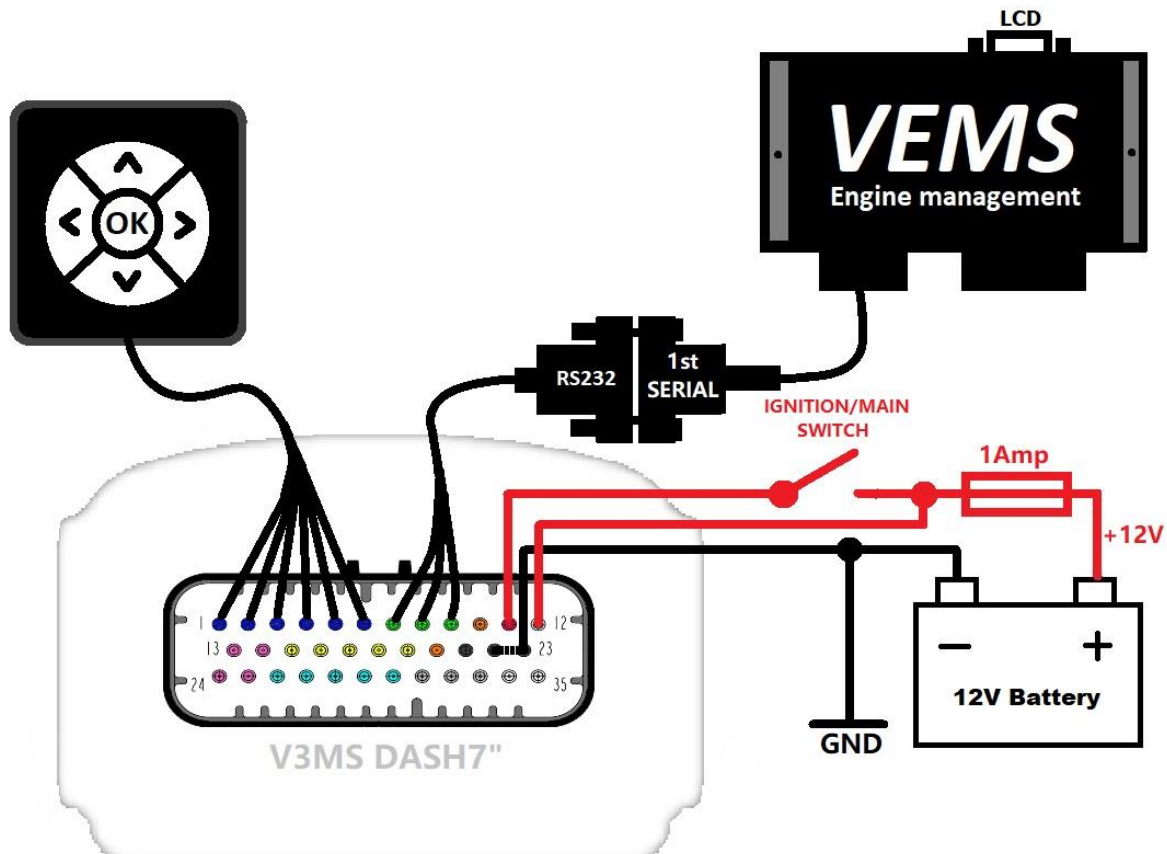 LCD
VEMS
Engine management
OK
RS232
1st
SERIAL
IGNITION/MAIN
SWITCH
1Amp
+12V
1
12
13
23
24
35
12V Battery
GND
V3MS DASH7"